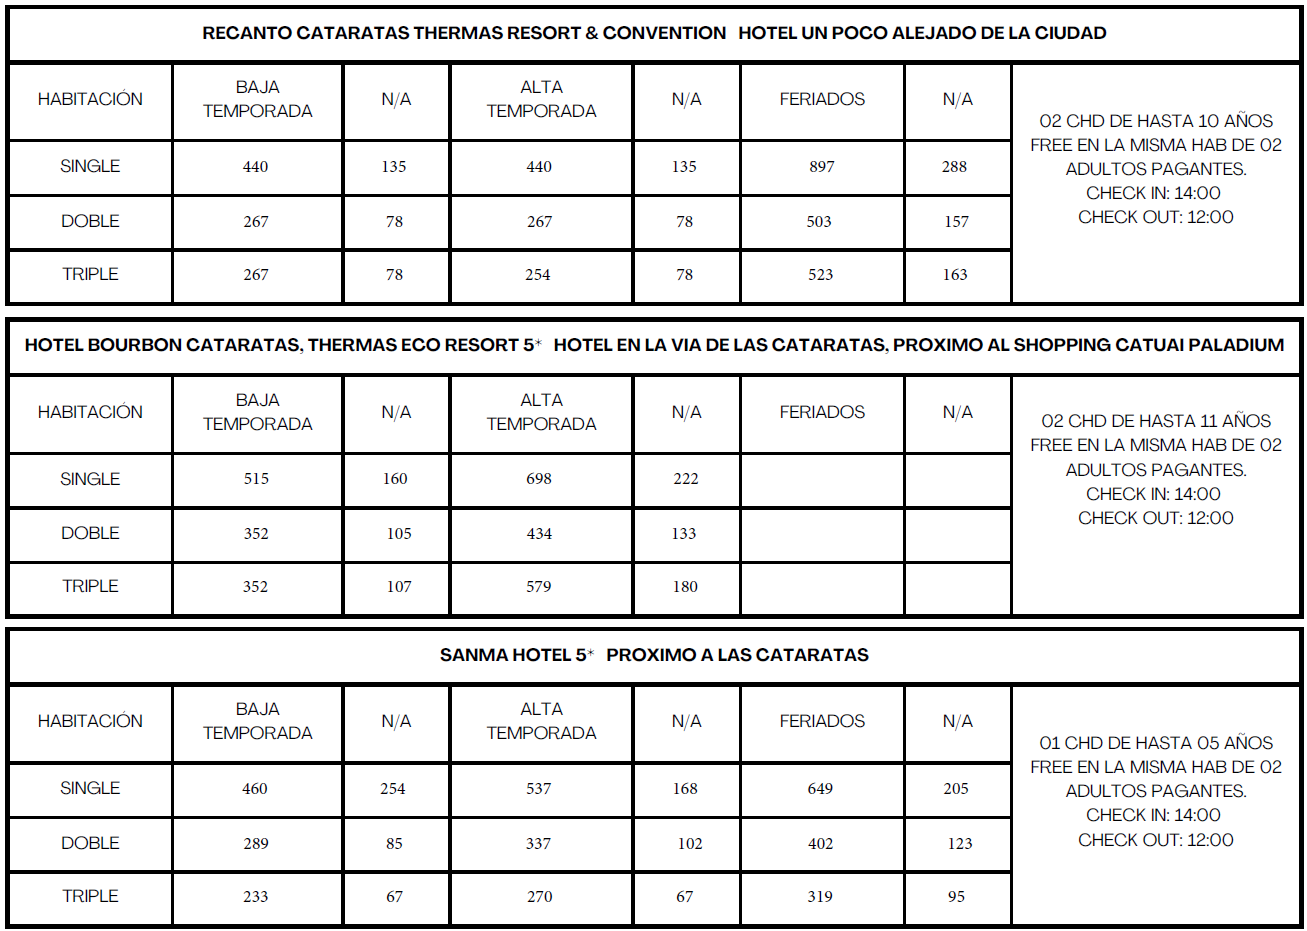 RECANTO CATARATAS THERMAS RESORT & CONVENTION HOTEL UN POCO ALEJADO DE LA CIUDAD
HABITACIÓN BAJA TEMPORADA N/A ALTA TEMPORADA N/A FERIADOS N/A
SINGLE 440 135 440 135 897 288
DOBLE 267 78 267 78 503 157
TRIPLE 267 78 254 78 523 163
02 CHD DE HASTA 10 AÑOS
FREE EN LA MISMA HAB DE 02
ADULTOS PAGANTES.
CHECK IN: 14:00
CHECK OUT: 12:00
HOTEL BOURBON CATARATAS, THERMAS ECO RESORT 5* HOTEL EN LA VIA DE LAS CATARATAS, PROXIMO AL SHOPPING CATUAI PALADIUM
HABITACIÓN BAJA TEMPORADA N/A ALTA TEMPORADA N/A FERIADOS N/A
SINGLE 515 160 698 222
DOBLE 352 105 434 133
TRIPLE 352 107 579 180
02 CHD DE HASTA 11 AÑOS
FREE EN LA MISMA HAB DE 02
ADULTOS PAGANTES.
CHECK IN: 14:00
CHECK OUT: 12:00
SANMA HOTEL 5* PROXIMO A LAS CATARATAS
HABITACIÓN BAJA TEMPORADA N/A ALTA TEMPORADA N/A FERIADOS N/A
SINGLE 460 254 537 168 649 205
DOBLE 289 85 337 102 402 123
TRIPLE 233 67 270 67 319 95
01 CHD DE HASTA 05 AÑOS
FREE EN LA MISMA HAB DE 02
ADULTOS PAGANTES.
CHECK IN: 14:00
CHECK OUT: 12:00